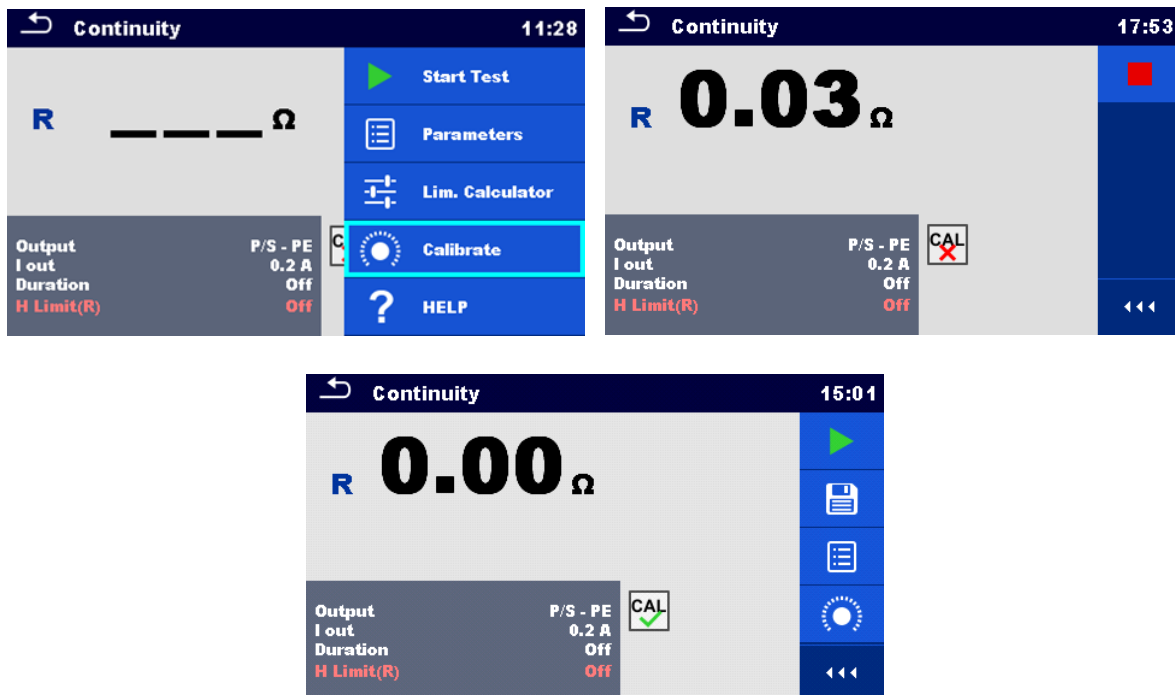 Continuity 11:28
R ___ Ω
Start Test
Parameters
Lim. Calculator
Calibrate
HELP
Output P/S - PE
I out 0.2 A
Duration Off
H Limit(R) Off
Continuity 17:53
R 0.03 Ω
Output P/S - PE
I out 0.2 A
Duration Off
H Limit(R) Off
CAL
Continuity 15:01
R 0.00 Ω
Output P/S - PE
I out 0.2 A
Duration Off
H Limit(R) Off
CAL